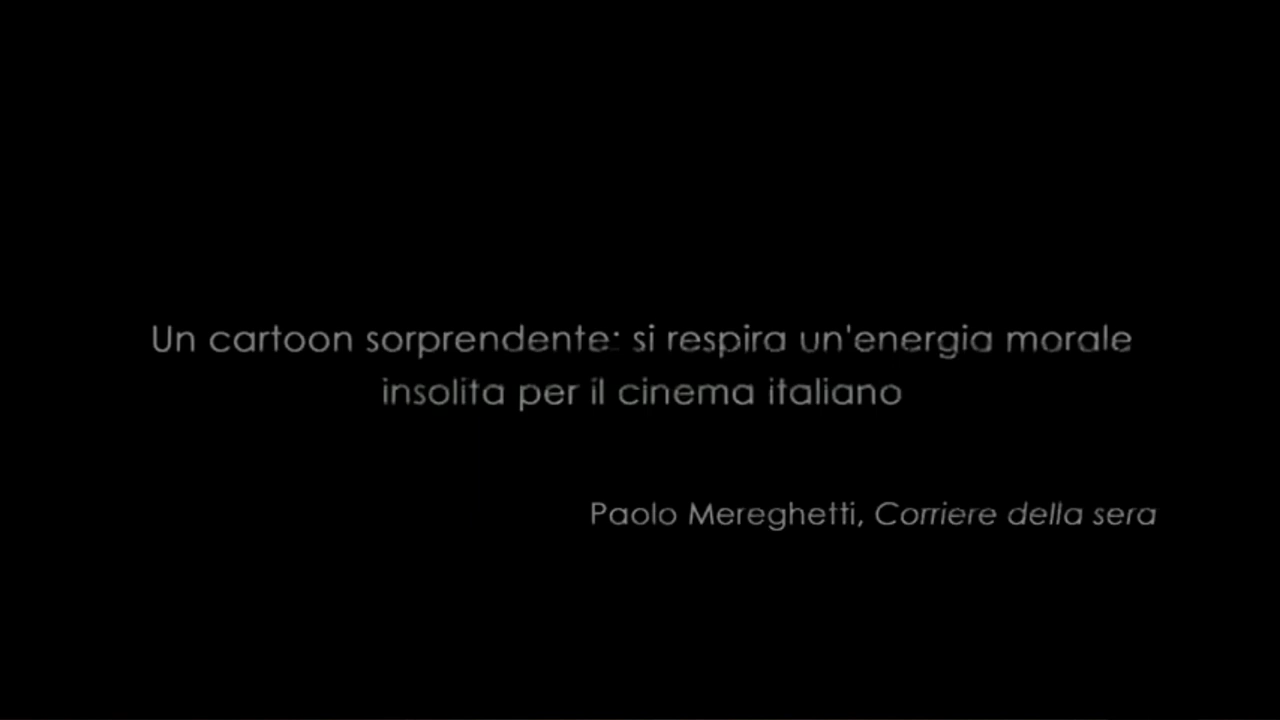 Un cartoon sorprendente: si respira un'energia morale
insolita per il cinema italiano
Paolo Mereghetti, Corriere della sera